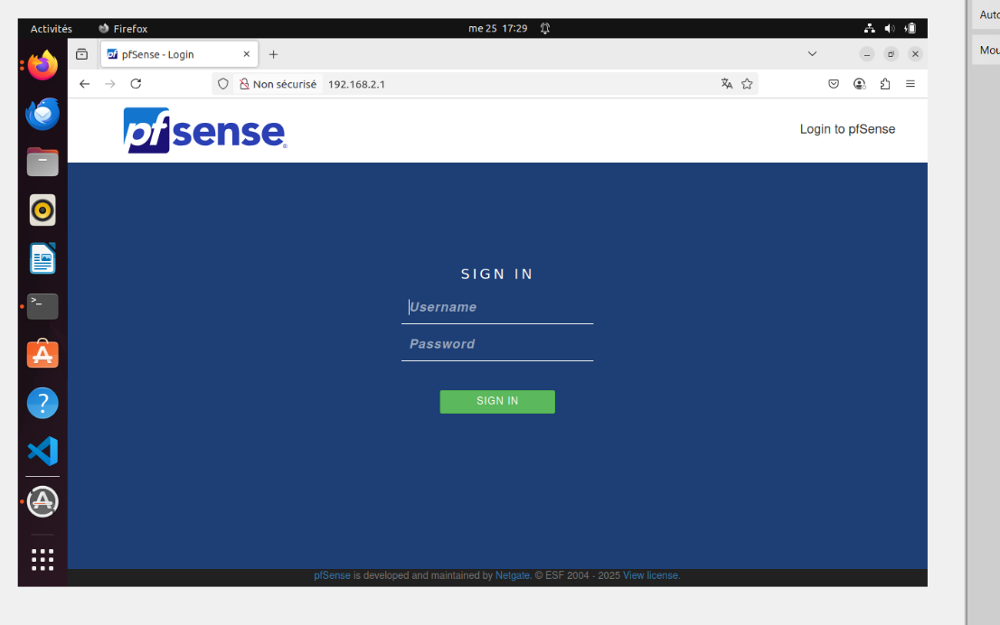 Auto
Activités Firefox me 25 17:29
pfSense - Login
Non sécurisé 192.168.2.1
Mou
pfsense
Login to pfSense
SIGN IN
Username
Password
SIGN IN
pfSense is developed and maintained by Netgate. © ESF 2004 - 2025 View license.